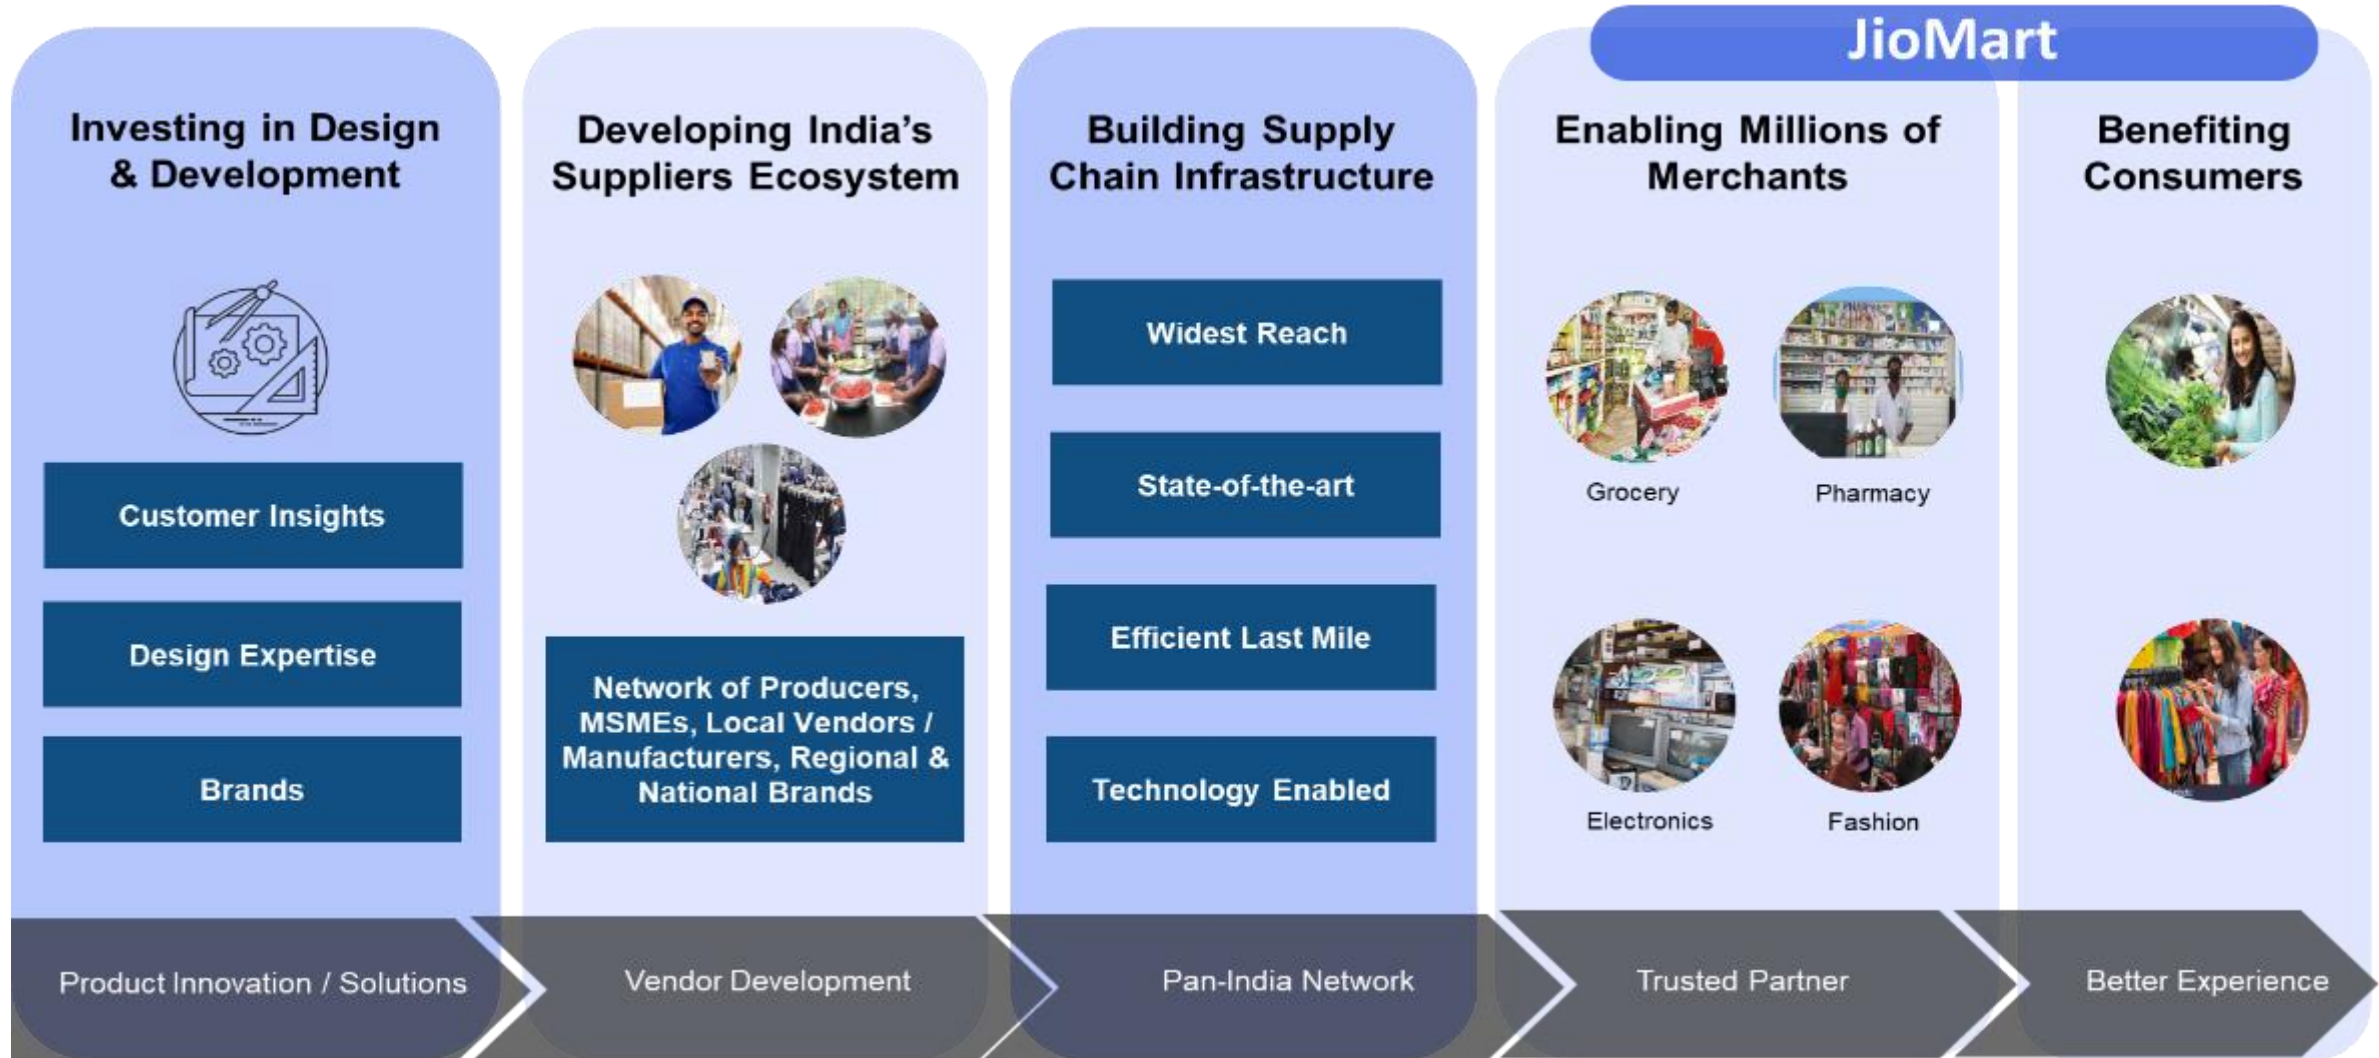 JioMart
Investing in Design
& Development
Customer Insights
Design Expertise
Brands
Developing India’s
Suppliers Ecosystem
Network of Producers,
MSMEs, Local Vendors /
Manufacturers, Regional &
National Brands
Building Supply
Chain Infrastructure
Widest Reach
State-of-the-art
Efficient Last Mile
Technology Enabled
Enabling Millions of
Merchants
Grocery
Pharmacy
Electronics
Fashion
Benefiting
Consumers
Product Innovation / Solutions
Vendor Development
Pan-India Network
Trusted Partner
Better Experience